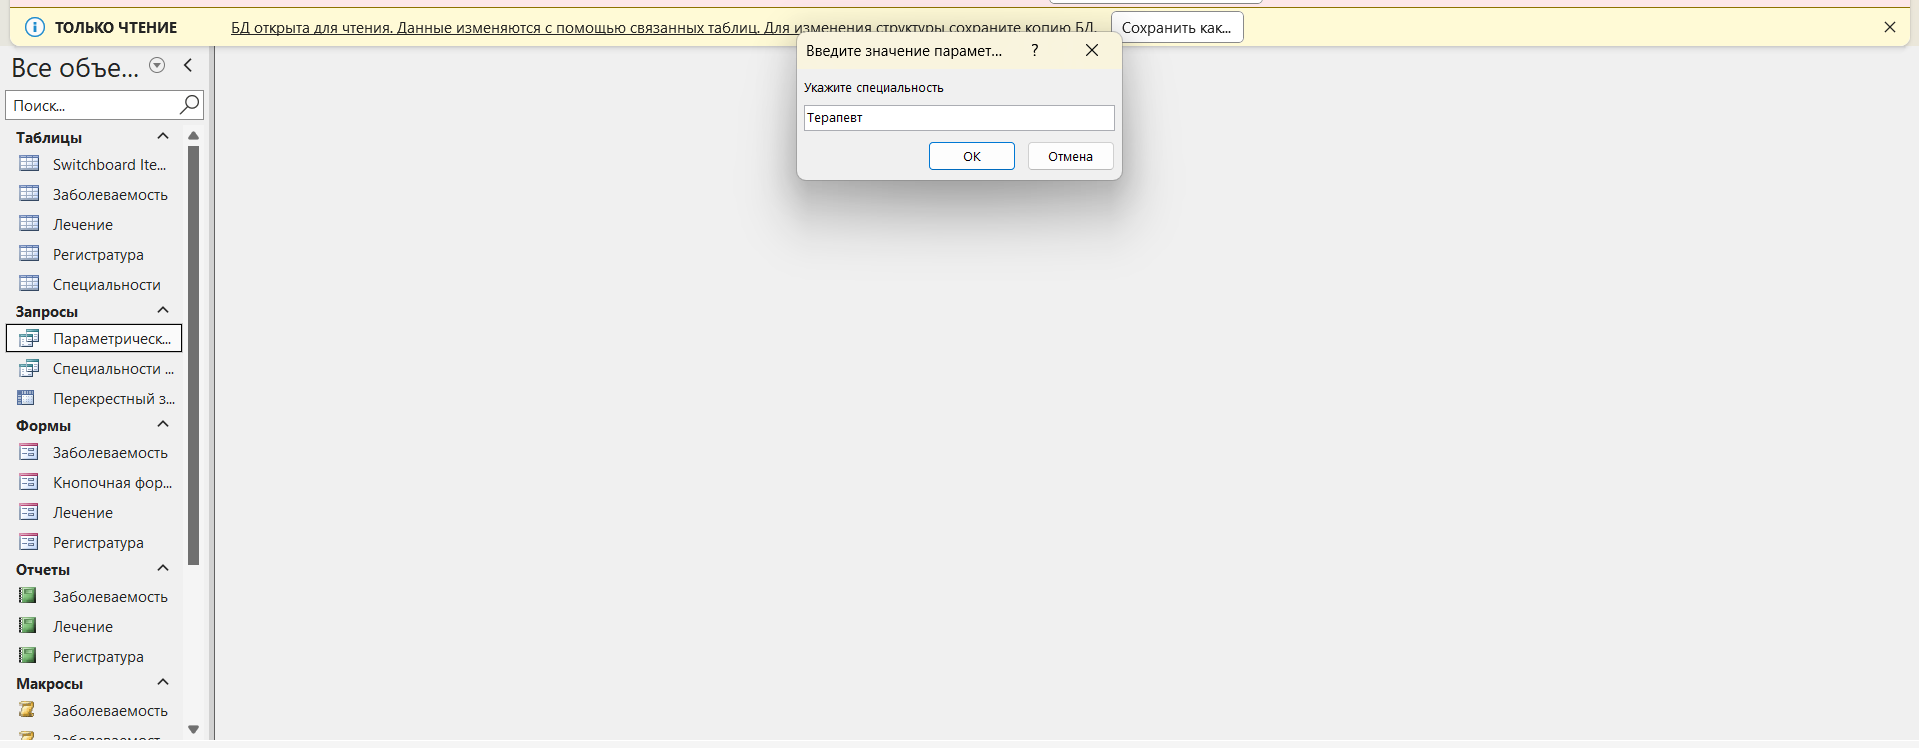 ТОЛЬКО ЧТЕНИЕ
БД открыта для чтения. Данные изменяются с помощью связанных таблиц. Для изменения структуры сохраните копию БД.
Сохранить как...
Все объе...
Поиск...
Таблицы
Switchboard Ite...
Заболеваемость
Лечение
Регистратура
Специальности
Запросы
Параметрическ...
Специальности ...
Перекрестный з...
Формы
Заболеваемость
Кнопочная фор...
Лечение
Регистратура
Отчеты
Заболеваемость
Лечение
Регистратура
Макросы
Заболеваемость
Введите значение парамет...
?
Укажите специальность
Терапевт
ОК
Отмена